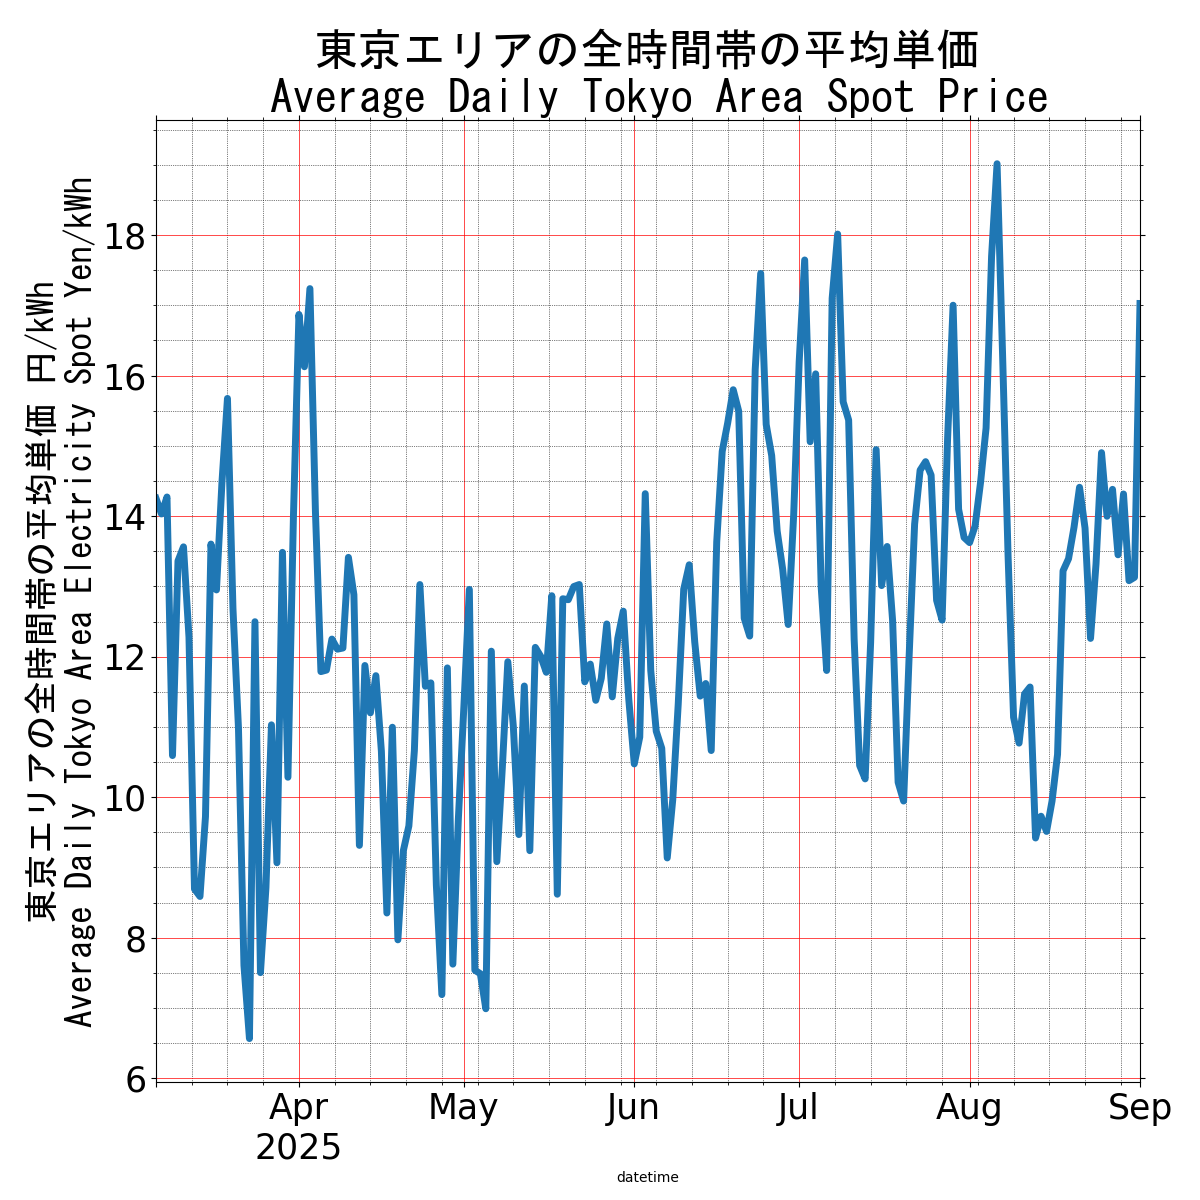 東京エリアの全時間帯の平均単価
Average Daily Tokyo Area Spot Price
東京エリアの全時間帯の平均単価 円/kWh
Average Daily Tokyo Area Electricity Spot Yen/kWh
18
16
14
12
10
8
6
Apr
2025
May
Jun
Jul
Aug
Sep
datetime